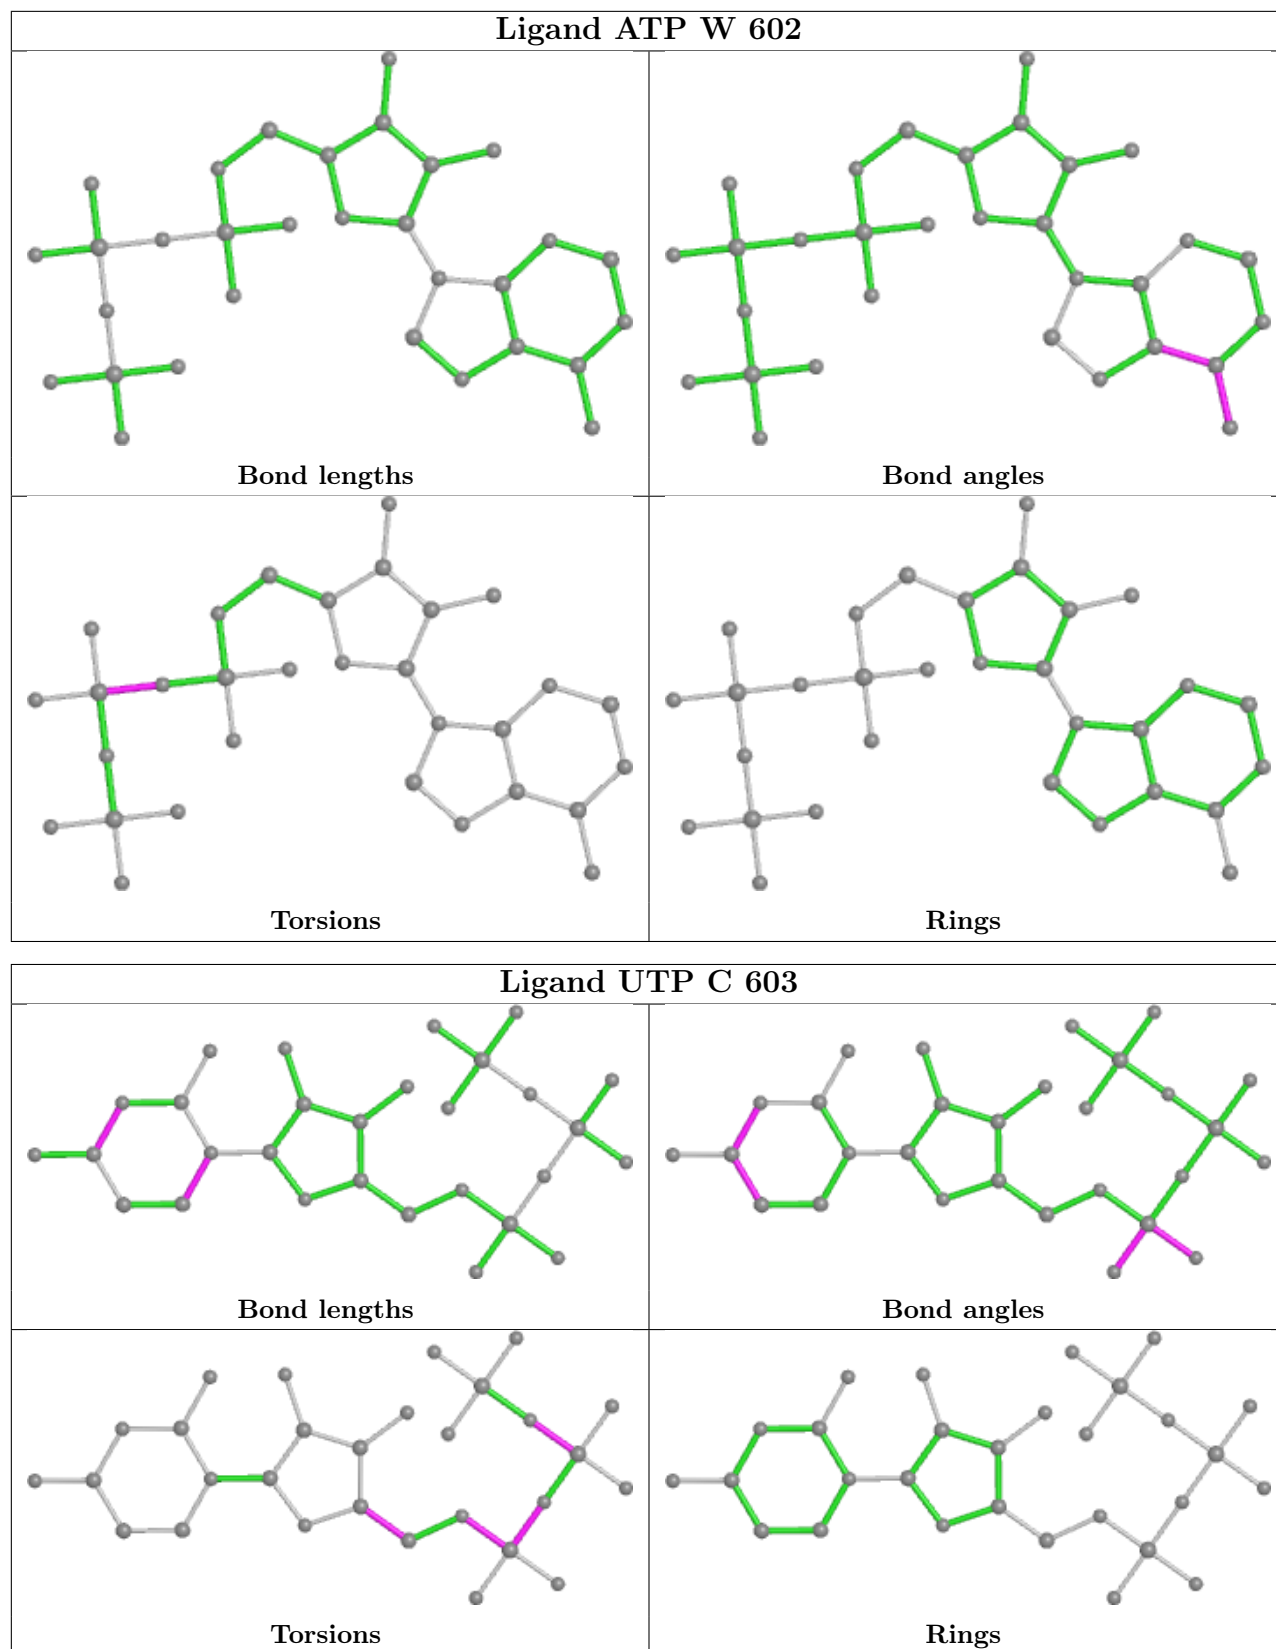 Ligand ATP W 602
Bond lengths
Bond angles
Torsions
Rings
Ligand UTP C 603
Bond lengths
Bond angles
Torsions
Rings